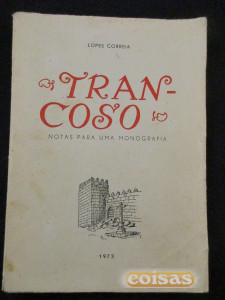 LOPES CORREIA
TRAN-
COSO
NOTAS PARA UMA MONOGRAFIA
1973
coisas